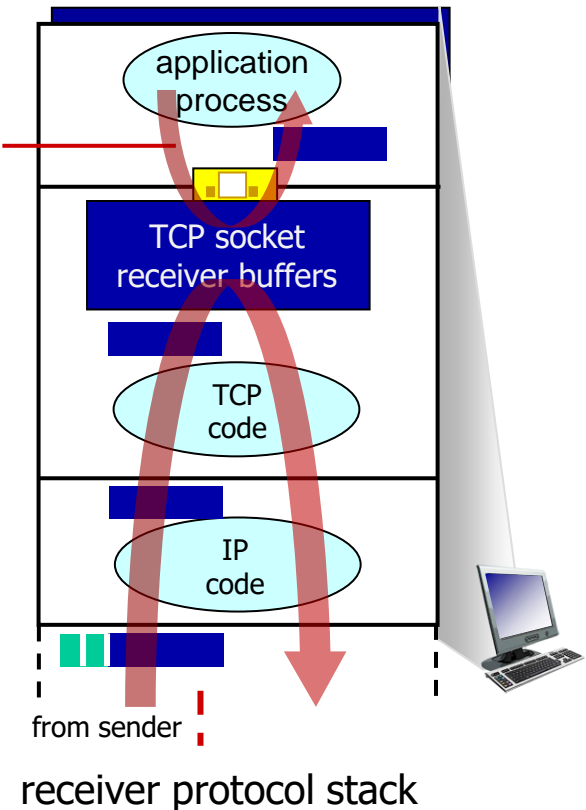 application
process
TCP socket
receiver buffers
TCP
code
IP
code
from sender
receiver protocol stack